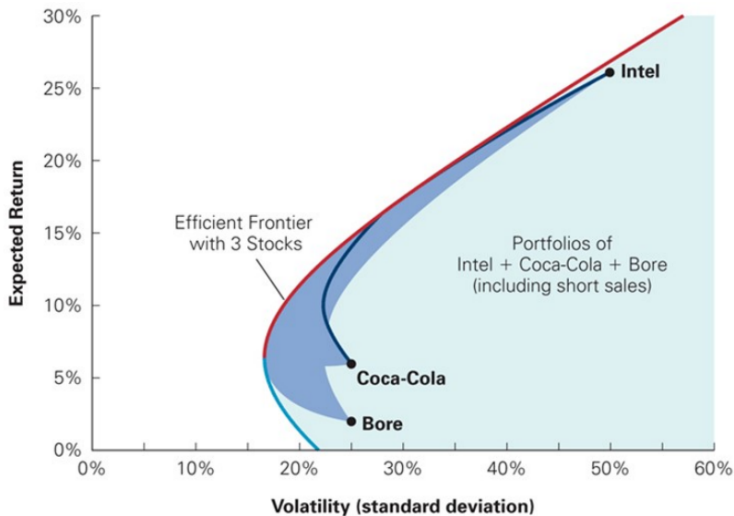 30%
25%
20%
15%
10%
5%
0%
Expected Return
Intel
Efficient Frontier
with 3 Stocks
Portfolios of
Intel + Coca-Cola + Bore
(including short sales)
Coca-Cola
Bore
0%
10%
20%
30%
40%
50%
60%
Volatility (standard deviation)